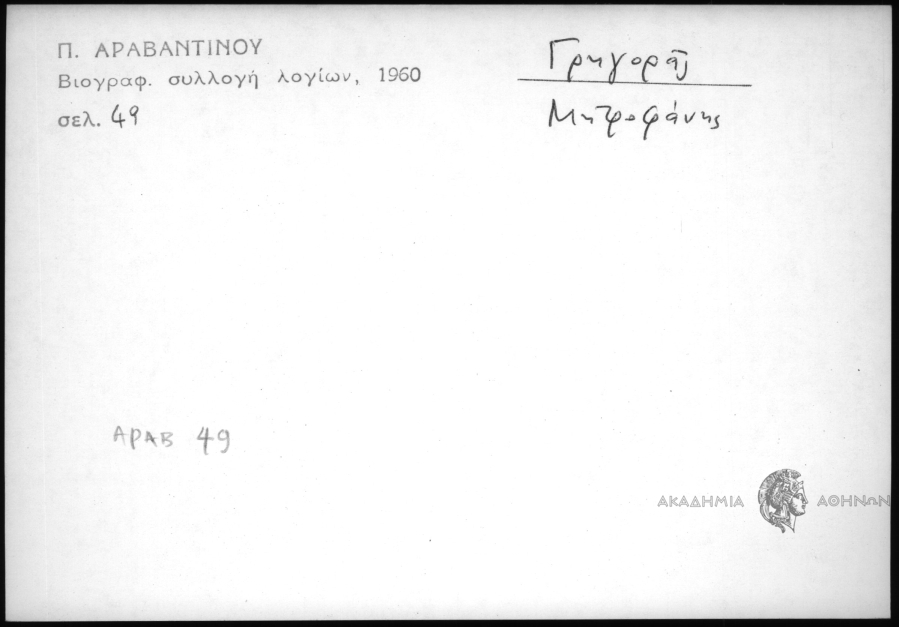 Π. ΑΡΑΒΑΝΤΙΝΟΥ
Βιογραφ. συλλογή λογίων, 1960
σελ. 49
Γρηγορᾶς
Μητροφάνης
ΑΡΑΒ 49
ΑΚΑΔΗΜΙΑ ΑΘΗΝΩΝ